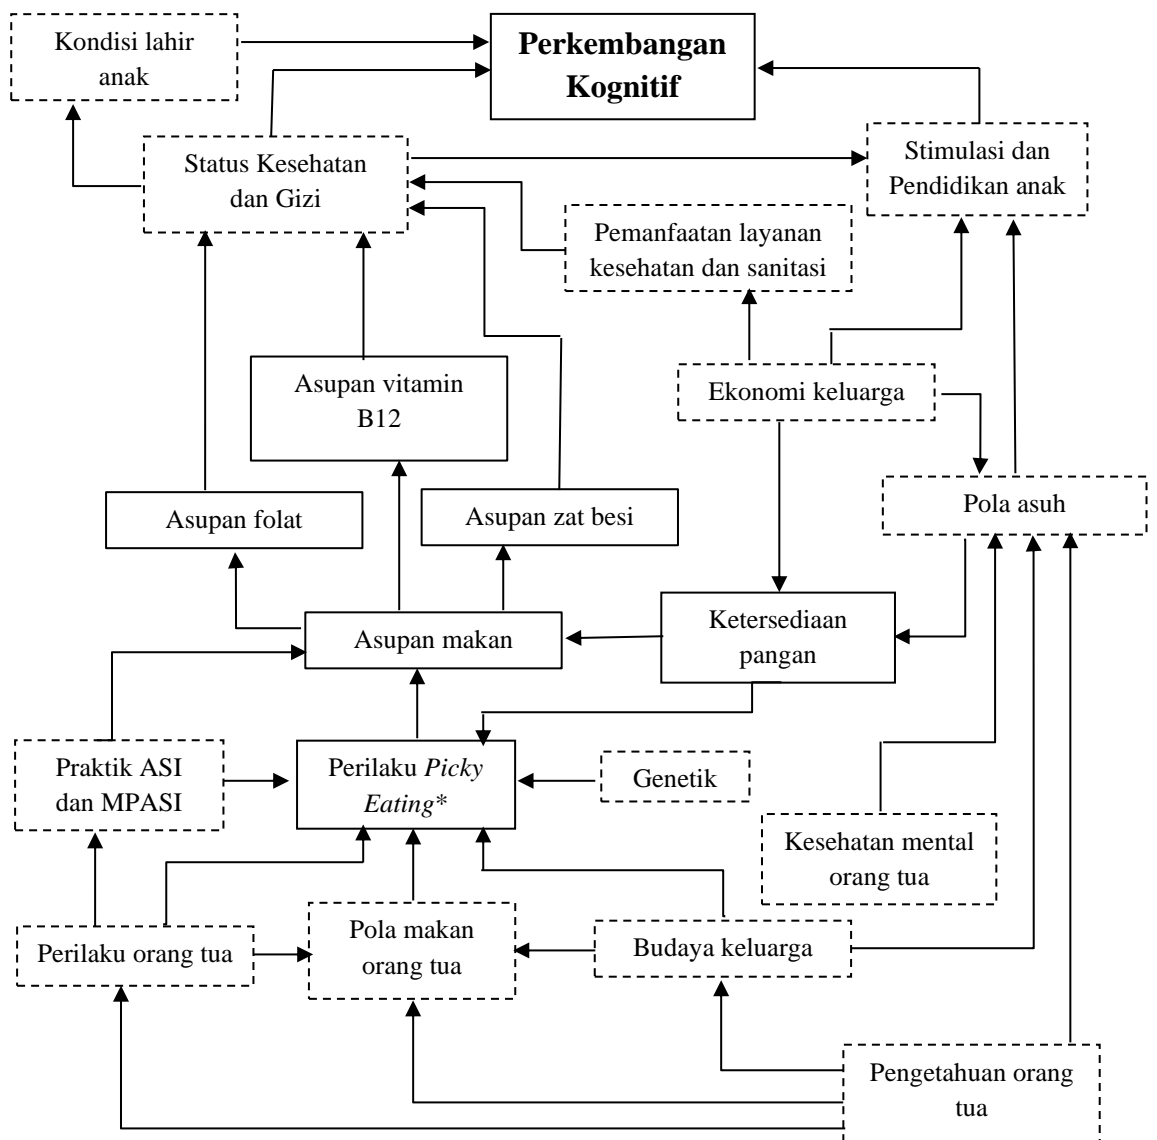 Kondisi lahir
anak
Perkembangan
Kognitif
Status Kesehatan
dan Gizi
Stimulasi dan
Pendidikan anak
Pemanfaatan layanan
kesehatan dan sanitasi
Asupan vitamin
B12
Ekonomi keluarga
Asupan folat
Asupan zat besi
Pola asuh
Asupan makan
Ketersediaan
pangan
Praktik ASI
dan MPASI
Perilaku Picky
Eating*
Genetik
Kesehatan mental
orang tua
Perilaku orang tua
Pola makan
orang tua
Budaya keluarga
Pengetahuan orang
tua